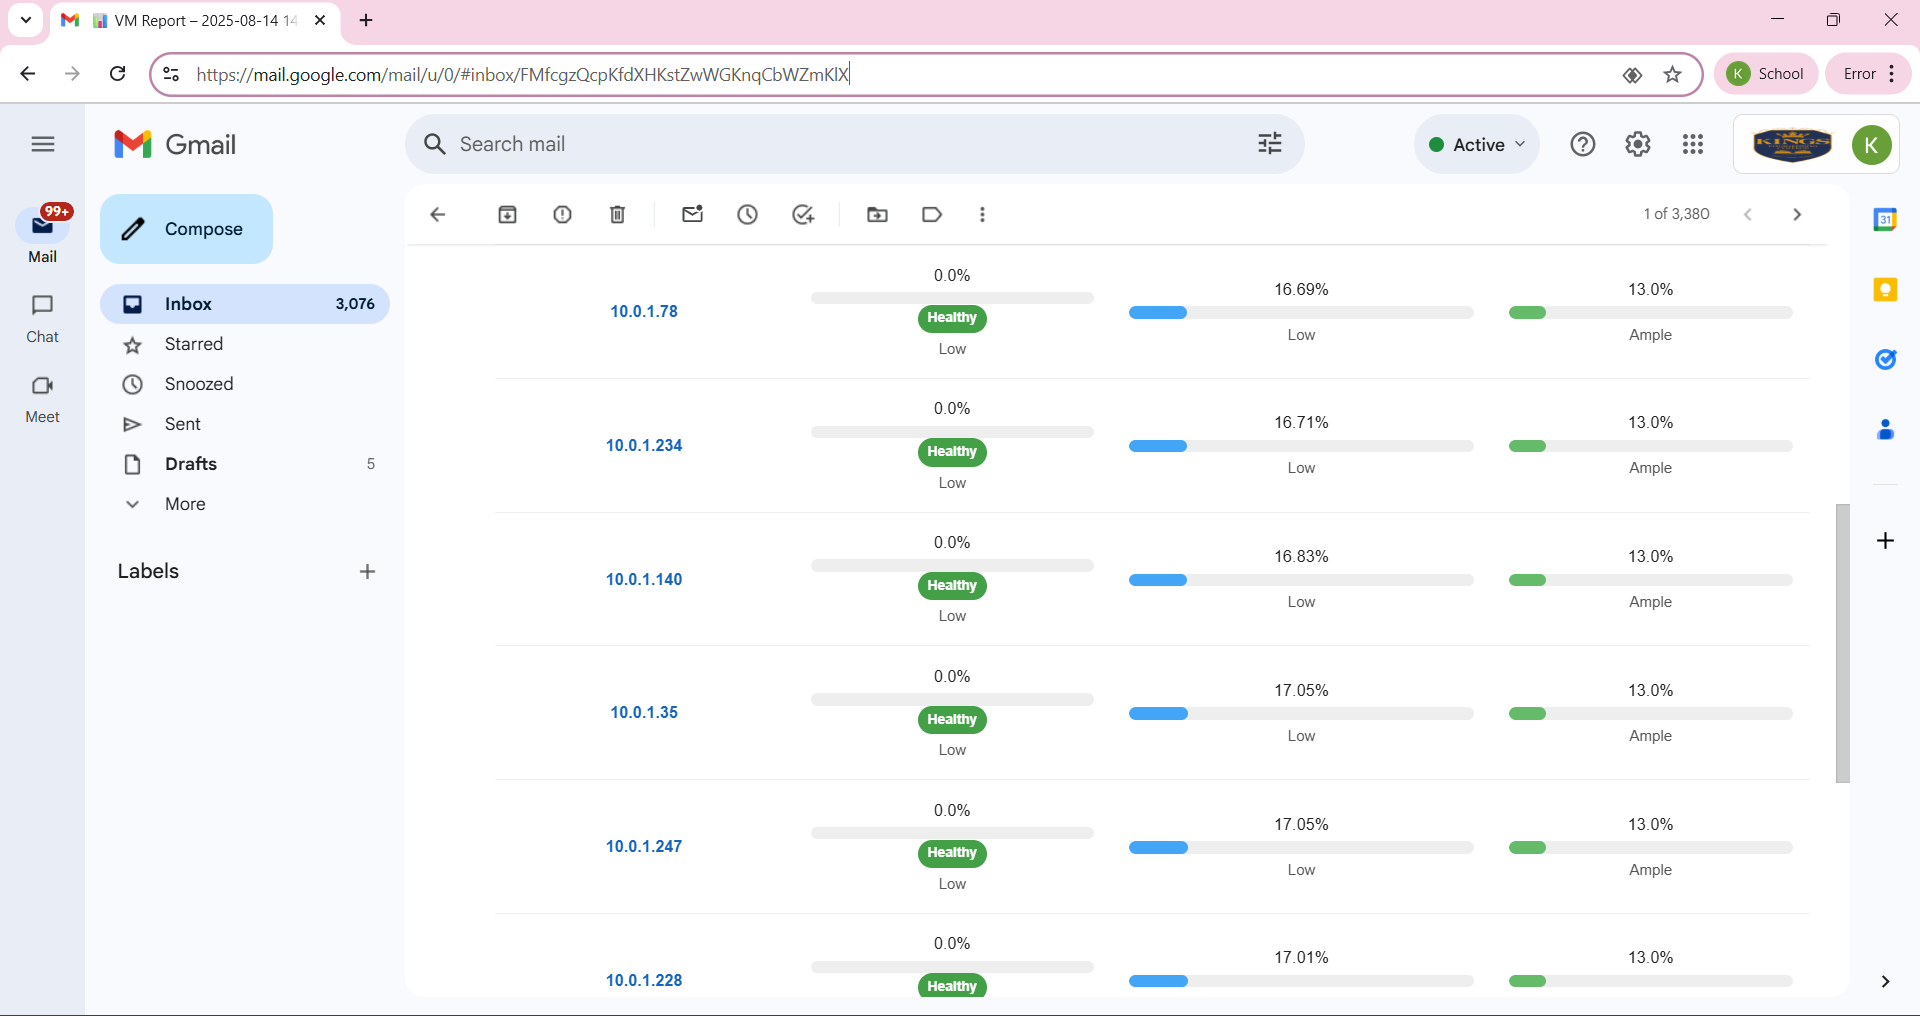 VM Report – 2025-08-14 14
https://mail.google.com/mail/u/0/#inbox/FMfcgzQcpKfdXHKstZwWGKnqCbWZmKlX
K School
Error
Gmail
Search mail
Active
KINGS
K
99+
Mail
Chat
Meet
Compose
Inbox 3,076
Starred
Snoozed
Sent
Drafts 5
More
Labels
1 of 3,380
31
10.0.1.78
0.0%
Healthy
Low
16.69%
Low
13.0%
Ample
10.0.1.234
0.0%
Healthy
Low
16.71%
Low
13.0%
Ample
10.0.1.140
0.0%
Healthy
Low
16.83%
Low
13.0%
Ample
10.0.1.35
0.0%
Healthy
Low
17.05%
Low
13.0%
Ample
10.0.1.247
0.0%
Healthy
Low
17.05%
Low
13.0%
Ample
10.0.1.228
0.0%
Healthy
17.01%
13.0%